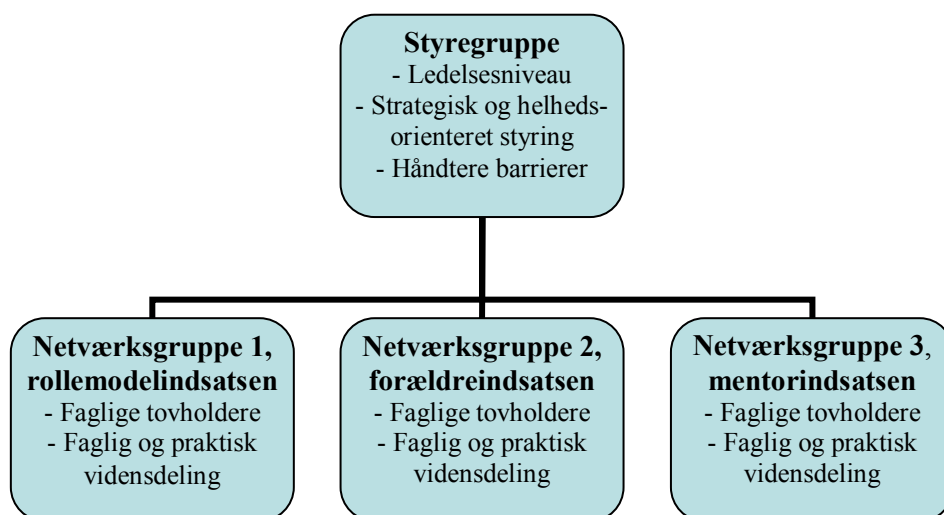 Styregruppe
- Ledelsesniveau
- Strategisk og helheds-
orienteret styring
- Håndtere barrierer
Netværksgruppe 1,
rollemodelindsatsen
- Faglige tovholdere
- Faglig og praktisk
vidensdeling
Netværksgruppe 2,
forældreindsatsen
- Faglige tovholdere
- Faglig og praktisk
vidensdeling
Netværksgruppe 3,
mentorindsatsen
- Faglige tovholdere
- Faglig og praktisk
vidensdeling